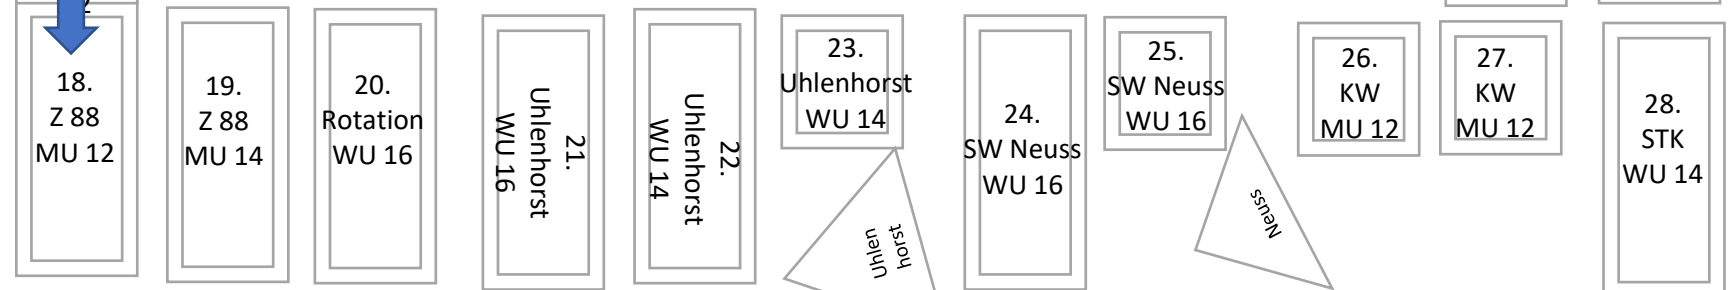 18.
Z 88
MU 12
19.
Z 88
MU 14
20.
Rotation
WU 16
21.
Uhlenhorst
WU 16
22.
Uhlenhorst
WU 14
23.
Uhlenhorst
WU 14
Uhlen
horst
24.
SW Neuss
WU 16
25.
SW Neuss
WU 16
Neuss
26.
KW
MU 12
27.
KW
MU 12
28.
STK
WU 14